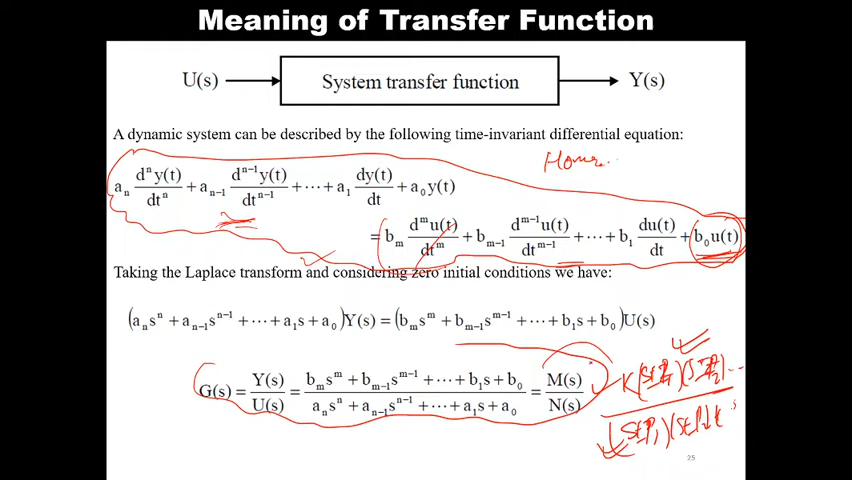 Meaning of Transfer Function
U(s) System transfer function Y(s)
A dynamic system can be described by the following time-invariant differential equation:
a_n d^n y(t)/dt^n + a_{n-1} d^{n-1} y(t)/dt^{n-1} + ⋯ + a_1 dy(t)/dt + a_0 y(t)
= b_m d^m u(t)/dt^m + b_{m-1} d^{m-1} u(t)/dt^{m-1} + ⋯ + b_1 du(t)/dt + b_0 u(t)
Taking the Laplace transform and considering zero initial conditions we have:
(a_n s^n + a_{n-1} s^{n-1} + ⋯ + a_1 s + a_0) Y(s) = (b_m s^m + b_{m-1} s^{m-1} + ⋯ + b_1 s + b_0) U(s)
G(s) = Y(s)/U(s) = (b_m s^m + b_{m-1} s^{m-1} + ⋯ + b_1 s + b_0)/(a_n s^n + a_{n-1} s^{n-1} + ⋯ + a_1 s + a_0) = M(s)/N(s)
25